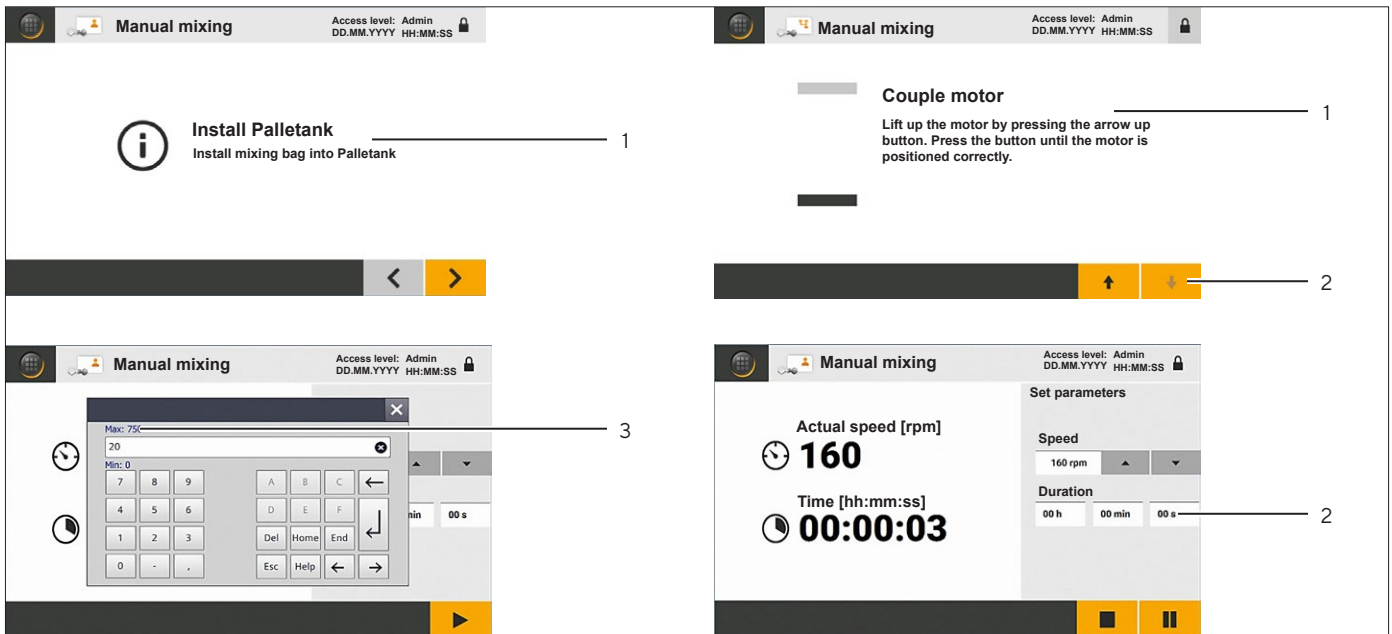 Manual mixing
Access level: Admin
DD.MM.YYYY HH:MM:SS
Install Palletank
Install mixing bag into Palletank
1
Manual mixing
Access level: Admin
DD.MM.YYYY HH:MM:SS
Couple motor
Lift up the motor by pressing the arrow up
button. Press the button until the motor is
positioned correctly.
1
2
Manual mixing
Access level: Admin
DD.MM.YYYY HH:MM:SS
Max: 750
20
Min: 0
7 8 9 A B C
4 5 6 D E F
1 2 3 Del Home End
0 - . Esc Help
min 00 s
3
Manual mixing
Access level: Admin
DD.MM.YYYY HH:MM:SS
Actual speed [rpm]
160
Time [hh:mm:ss]
00:00:03
Set parameters
Speed
160 rpm
Duration
00 h 00 min 00 s
2